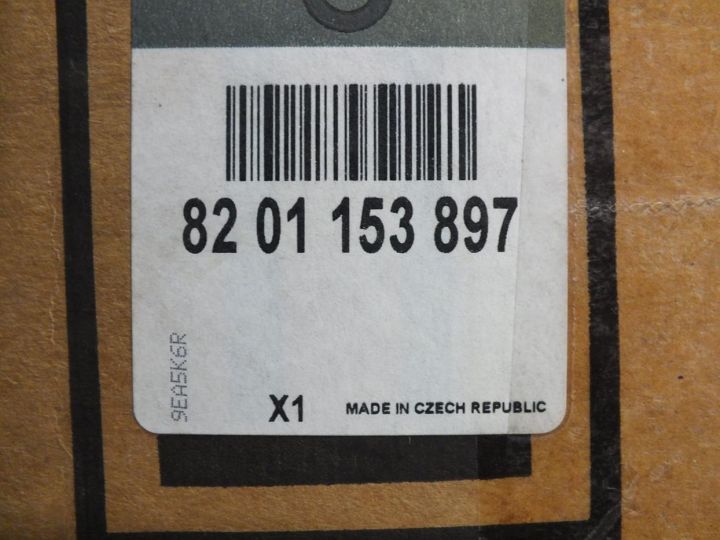 82 01 153 897
9EA5K6R
X1 MADE IN CZECH REPUBLIC